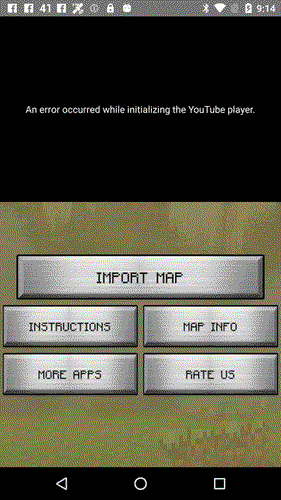 41 9:14
An error occurred while initializing the YouTube player.
IMPORT MAP
INSTRUCTIONS MAP INFO
MORE APPS RATE US